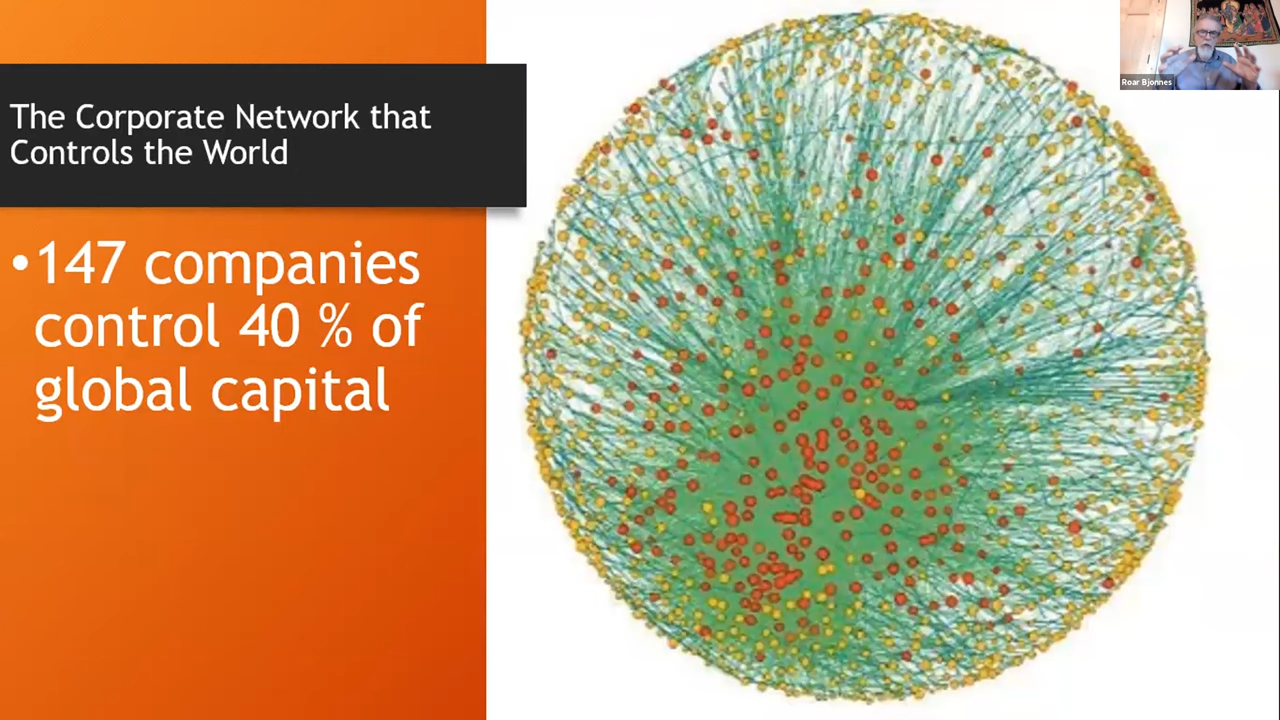 The Corporate Network that
Controls the World
•147 companies
control 40 % of
global capital
Roar Bjonnes